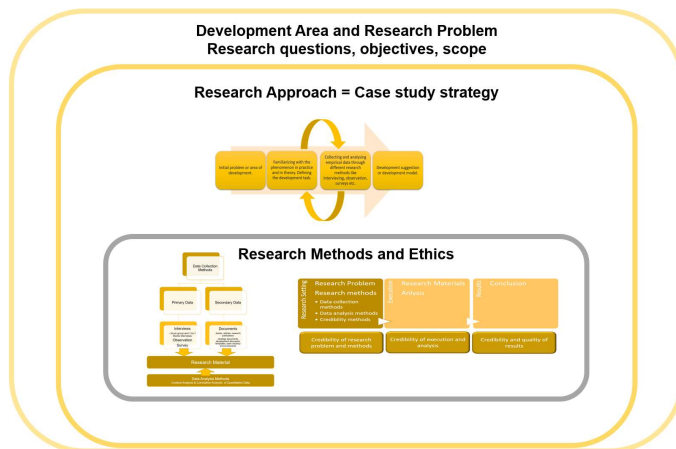 Development Area and Research Problem
Research questions, objectives, scope
Research Approach = Case study strategy
Initial problem or area of
development.
Familiarizing with the
phenomenon in practice
and in theory. Defining
the development task.
Collecting and analyzing
empirical data through
different research
methods like
interviewing, observation,
surveys etc.
Development suggestion
or development model
Research Methods and Ethics
Data Collection
Methods
Primary Data
Secondary Data
Interviews
Observation
Survey
Documents
Research Material
Data Analysis Methods
Research Setting
Research Problem
Research methods
• Data collection
methods
• Data analysis methods
• Credibility methods
Execution
Research Materials
Results
Conclusion
Credibility of research
problem and methods
Credibility of execution and
analysis
Credibility and quality of
results